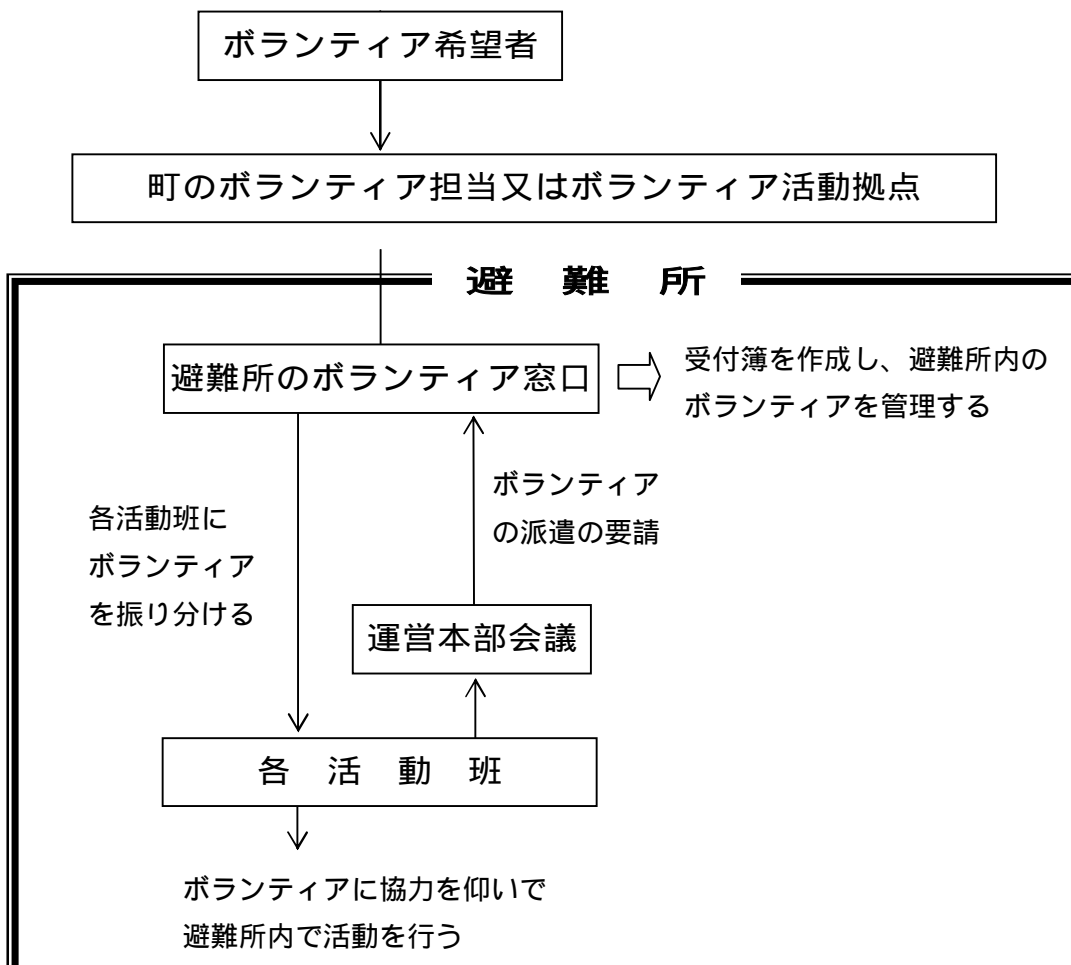 ボランティア希望者
町のボランティア担当又はボランティア活動拠点
避　難　所
避難所のボランティア窓口
受付簿を作成し、避難所内の
ボランティアを管理する
ボランティア
の派遣の要請
各活動班に
ボランティア
を振り分ける
運営本部会議
各　活　動　班
ボランティアに協力を仰いで
避難所内で活動を行う